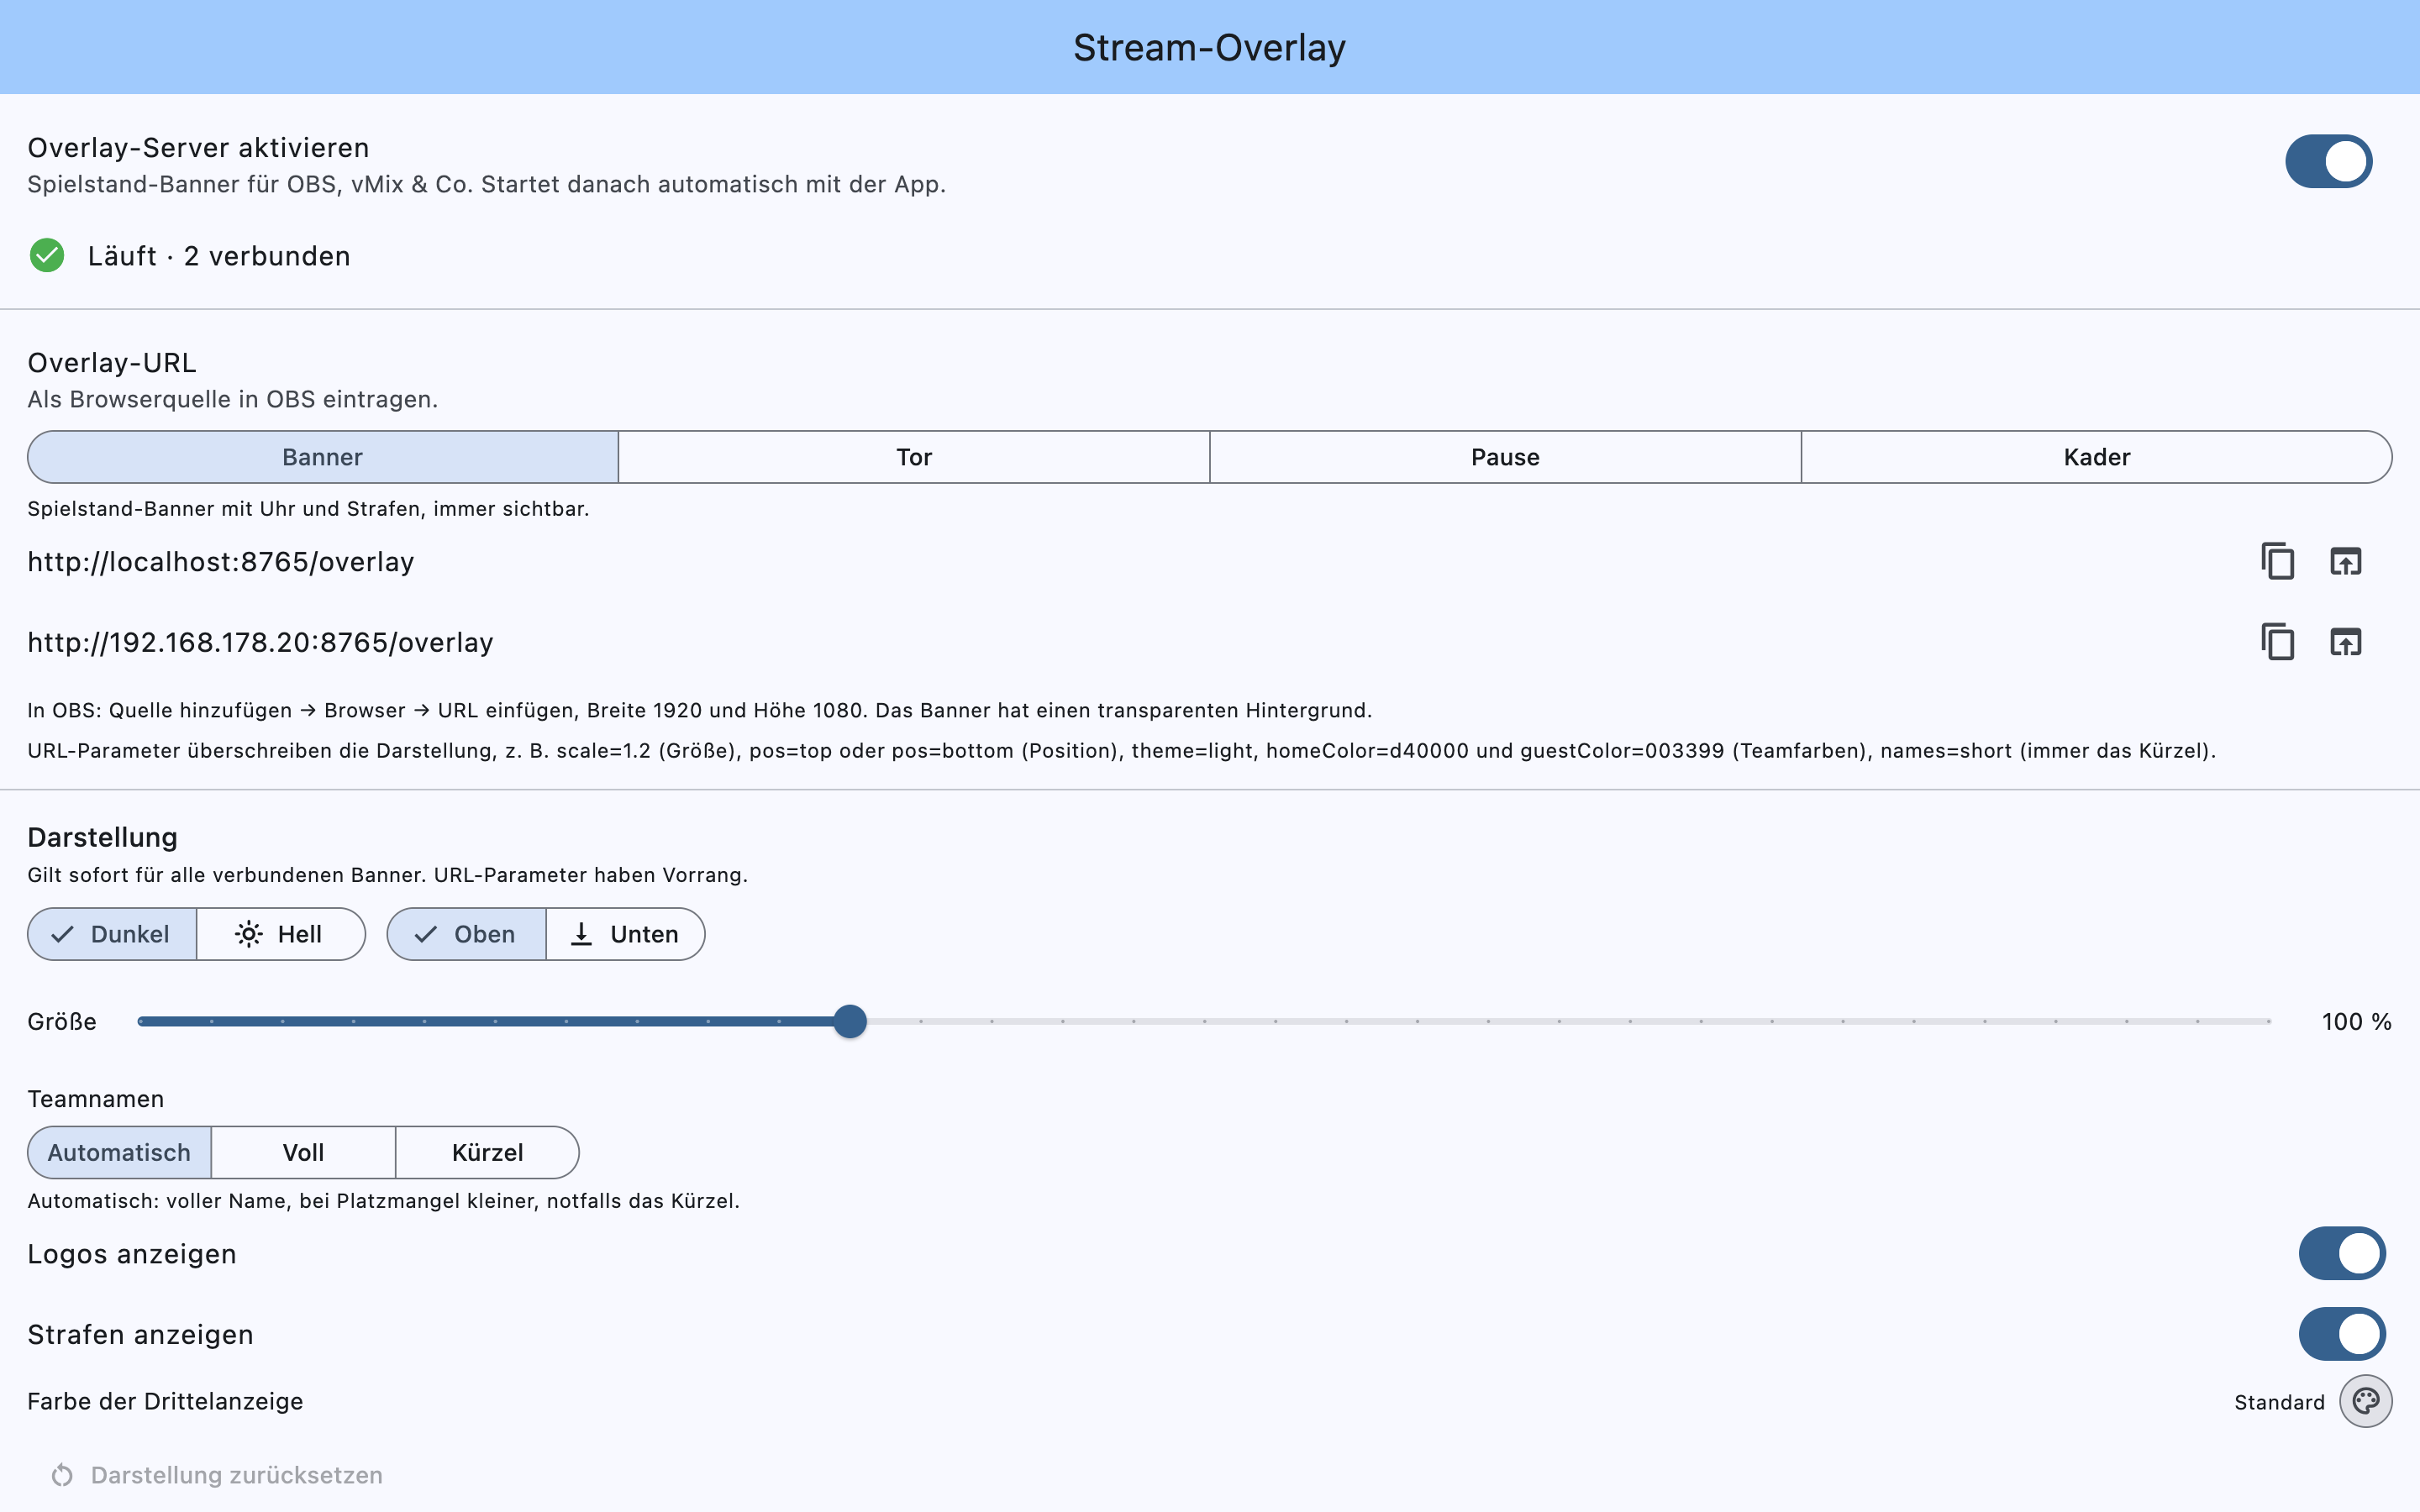 Stream-Overlay
Overlay-Server aktivieren
Spielstand-Banner für OBS, vMix & Co. Startet danach automatisch mit der App.
Läuft · 2 verbunden
Overlay-URL
Als Browserquelle in OBS eintragen.
Banner Tor Pause Kader
Spielstand-Banner mit Uhr und Strafen, immer sichtbar.
http://localhost:8765/overlay
http://192.168.178.20:8765/overlay
In OBS: Quelle hinzufügen → Browser → URL einfügen, Breite 1920 und Höhe 1080. Das Banner hat einen transparenten Hintergrund.
URL-Parameter überschreiben die Darstellung, z. B. scale=1.2 (Größe), pos=top oder pos=bottom (Position), theme=light, homeColor=d40000 und guestColor=003399 (Teamfarben), names=short (immer das Kürzel).
Darstellung
Gilt sofort für alle verbundenen Banner. URL-Parameter haben Vorrang.
Dunkel Hell Oben Unten
Größe 100 %
Teamnamen
Automatisch Voll Kürzel
Automatisch: voller Name, bei Platzmangel kleiner, notfalls das Kürzel.
Logos anzeigen
Strafen anzeigen
Farbe der Drittelanzeige Standard
Darstellung zurücksetzen